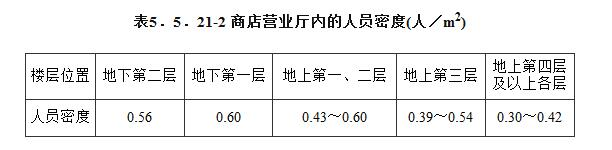 表5．5．21-2 商店营业厅内的人员密度(人／m²)
楼层位置 地下第二层 地下第一层 地上第一、二层 地上第三层 地上第四层
及以上各层
人员密度 0.56 0.60 0.43～0.60 0.39～0.54 0.30～0.42